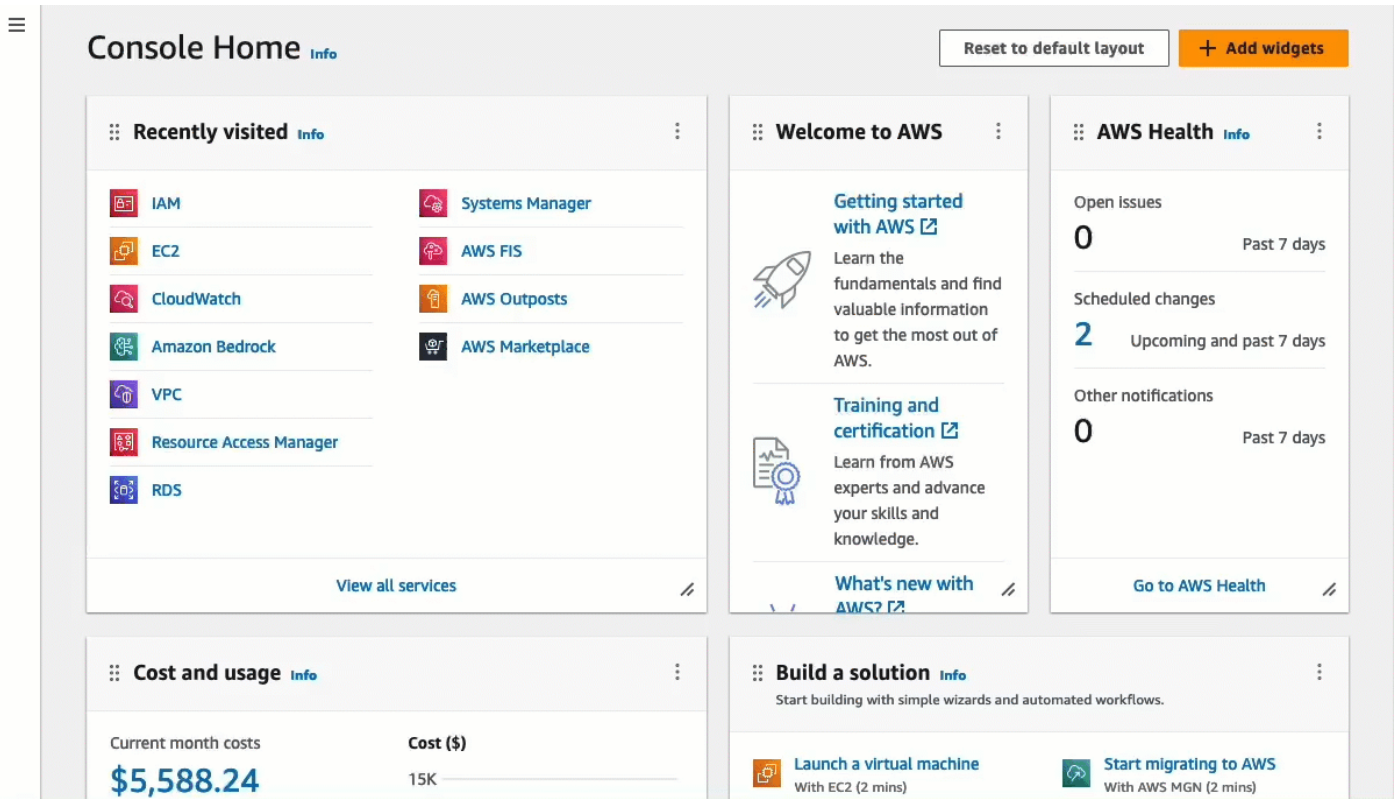 Console Home Info
Reset to default layout
+ Add widgets
Recently visited Info
IAM
EC2
CloudWatch
Amazon Bedrock
VPC
Resource Access Manager
RDS
Systems Manager
AWS FIS
AWS Outposts
AWS Marketplace
View all services
Welcome to AWS
Getting started
with AWS
Learn the
fundamentals and find
valuable information
to get the most out of
AWS.
Training and
certification
Learn from AWS
experts and advance
your skills and
knowledge.
What's new with
AWS?
AWS Health Info
Open issues
0 Past 7 days
Scheduled changes
2 Upcoming and past 7 days
Other notifications
0 Past 7 days
Go to AWS Health
Cost and usage Info
Current month costs
$5,588.24
Cost ($)
15K
Build a solution Info
Start building with simple wizards and automated workflows.
Launch a virtual machine
With EC2 (2 mins)
Start migrating to AWS
With AWS MGN (2 mins)